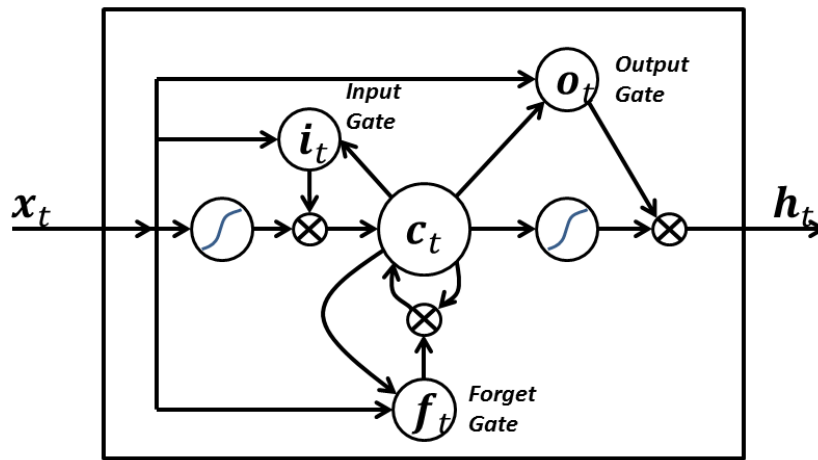 Output
Gate
o_t
Input
Gate
i_t
x_t
c_t
h_t
Forget
Gate
f_t